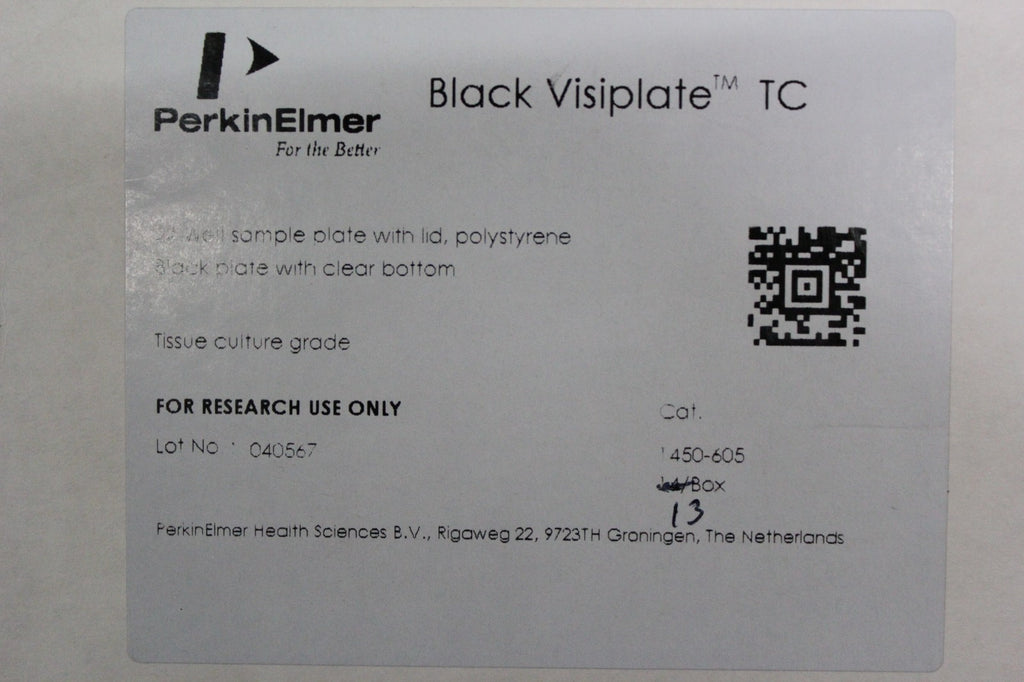 PerkinElmer
For the Better
Black Visiplate™ TC
Well sample plate with lid, polystyrene
Black plate with clear bottom
Tissue culture grade
FOR RESEARCH USE ONLY
Lot No : 040567
Cat.
1450-605
/Box
13
PerkinElmer Health Sciences B.V., Rigaweg 22, 9723TH Groningen, The Netherlands